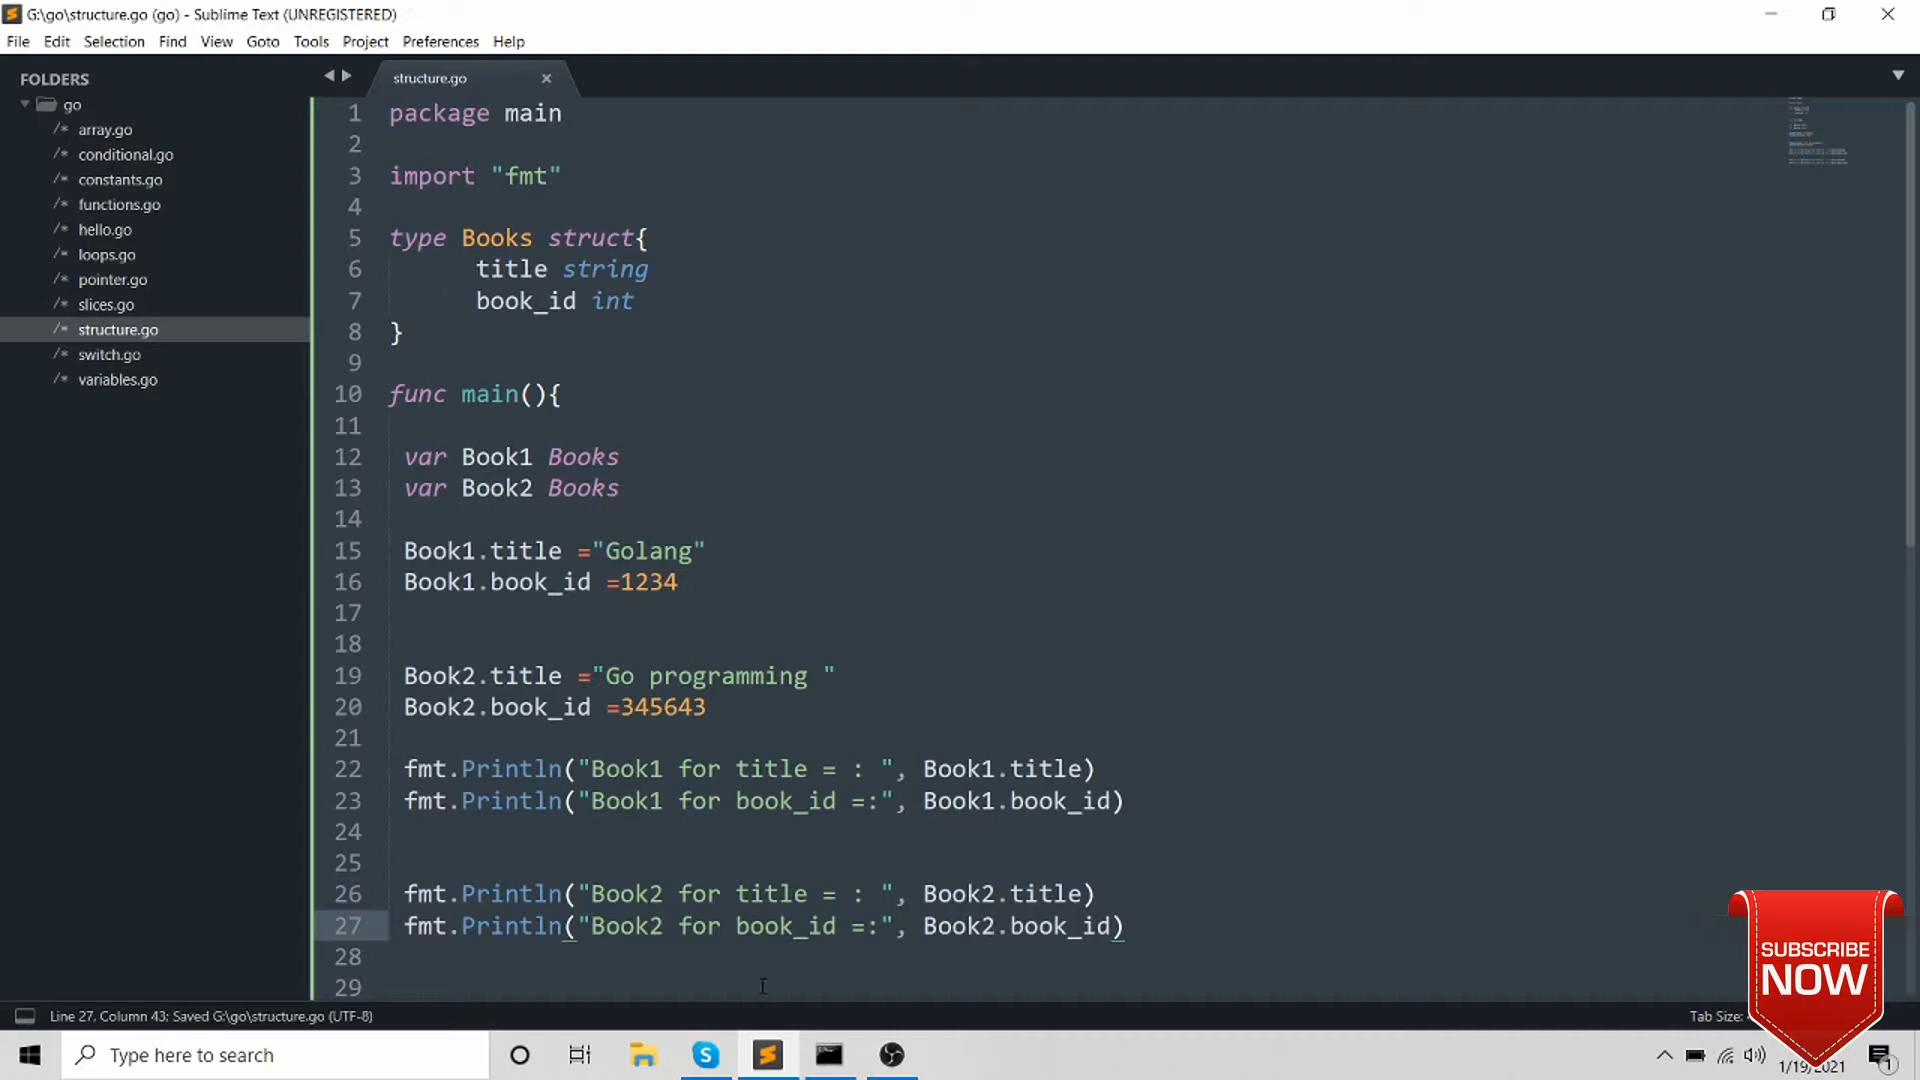 G:\go\structure.go (go) - Sublime Text (UNREGISTERED)
File Edit Selection Find View Goto Tools Project Preferences Help
FOLDERS
go
/* array.go
/* conditional.go
/* constants.go
/* functions.go
/* hello.go
/* loops.go
/* pointer.go
/* slices.go
/* structure.go
/* switch.go
/* variables.go
structure.go
1 package main
2
3 import "fmt"
4
5 type Books struct{
6 title string
7 book_id int
8 }
9
10 func main(){
11
12 var Book1 Books
13 var Book2 Books
14
15 Book1.title ="Golang"
16 Book1.book_id =1234
17
18
19 Book2.title ="Go programming "
20 Book2.book_id =345643
21
22 fmt.Println("Book1 for title = : ", Book1.title)
23 fmt.Println("Book1 for book_id =:", Book1.book_id)
24
25
26 fmt.Println("Book2 for title = : ", Book2.title)
27 fmt.Println("Book2 for book_id =:", Book2.book_id)
28
29
SUBSCRIBE
NOW
Line 27, Column 43; Saved G:\go\structure.go (UTF-8)
Tab Size:
Type here to search
1/19/2021
1